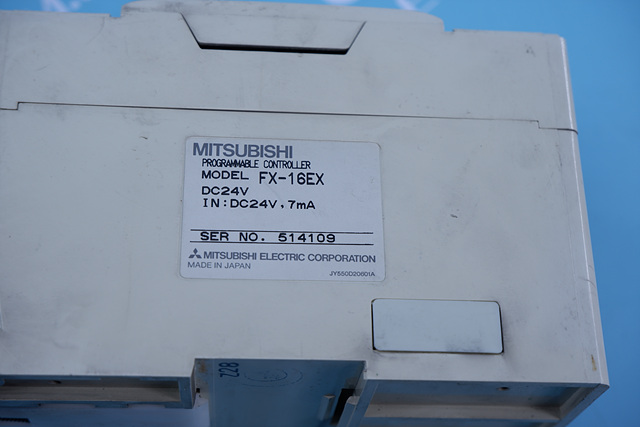 MITSUBISHI
PROGRAMMABLE CONTROLLER
MODEL FX-16EX
DC24V
IN:DC24V,7mA
SER NO. 514109
MITSUBISHI ELECTRIC CORPORATION
MADE IN JAPAN
JY550D20601A
228